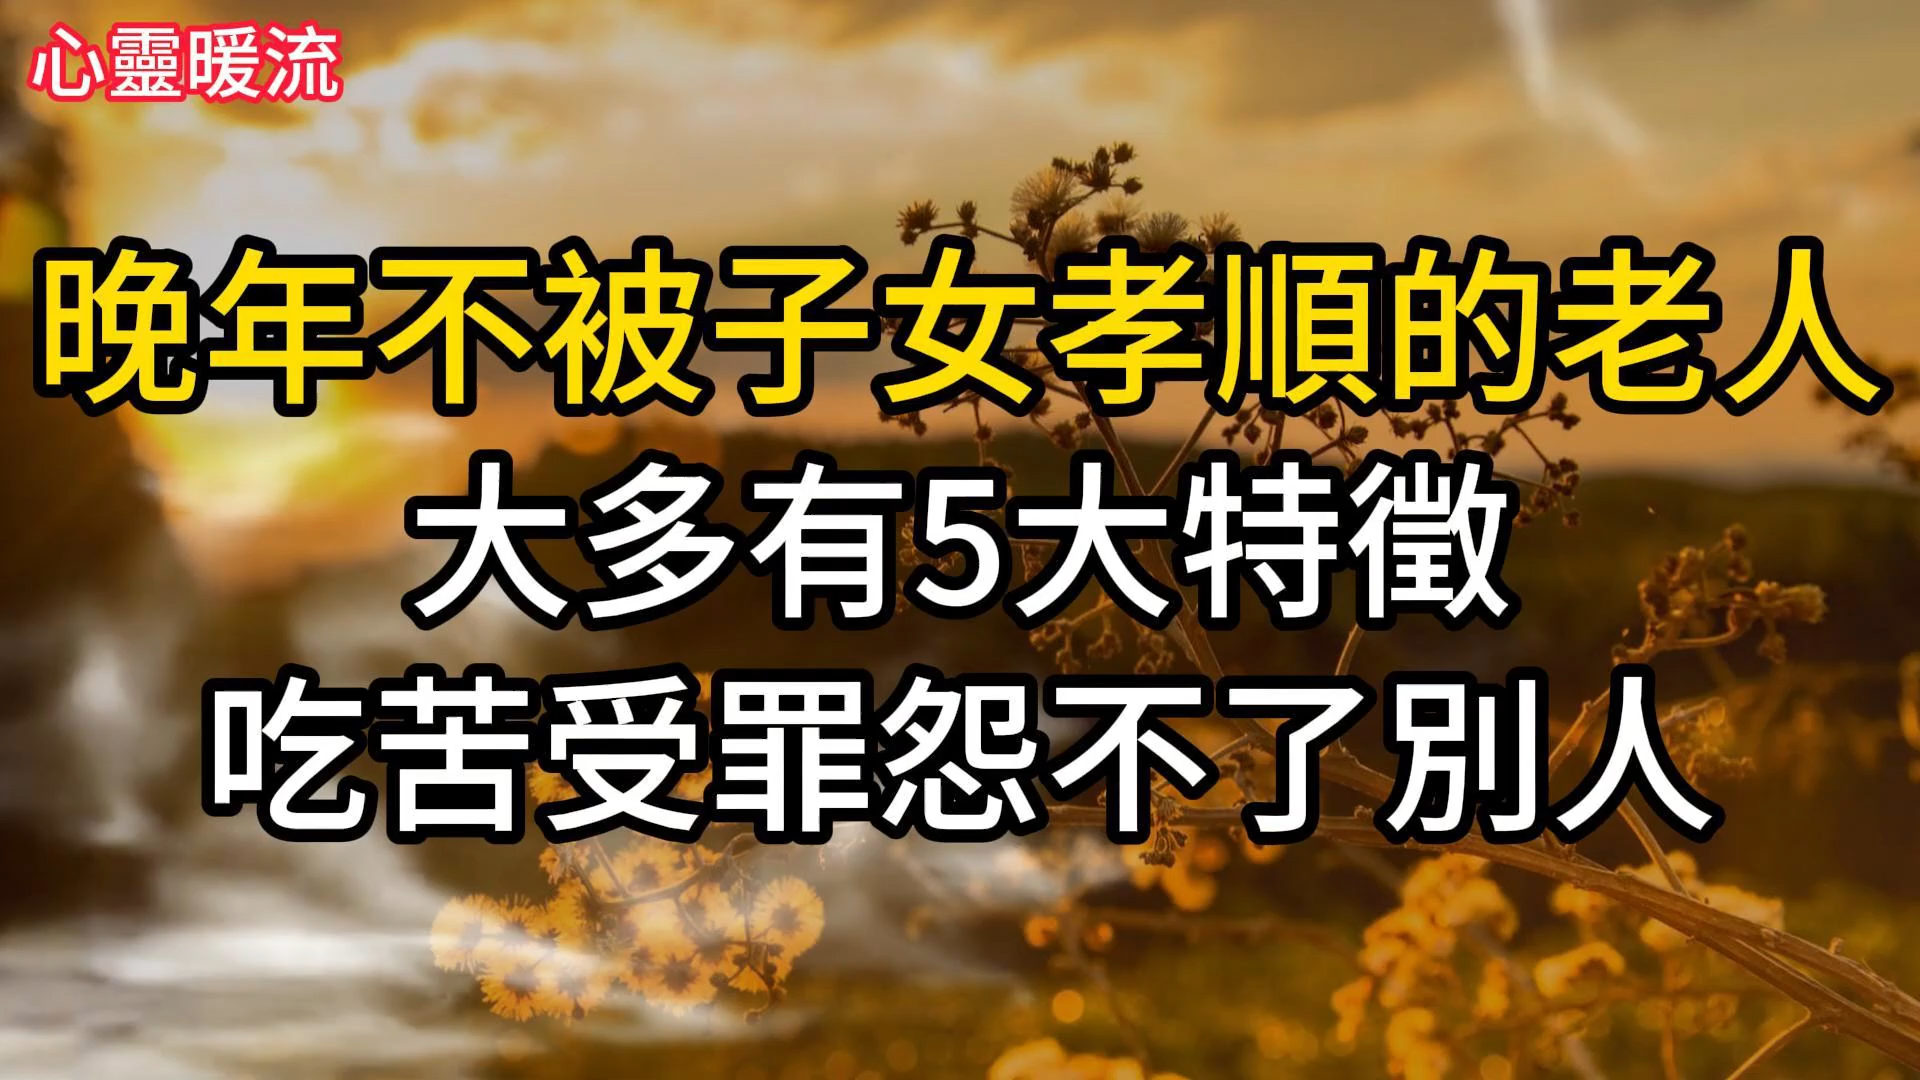 心靈暖流
晚年不被子女孝順的老人
大多有5大特徵
吃苦受罪怨不了別人